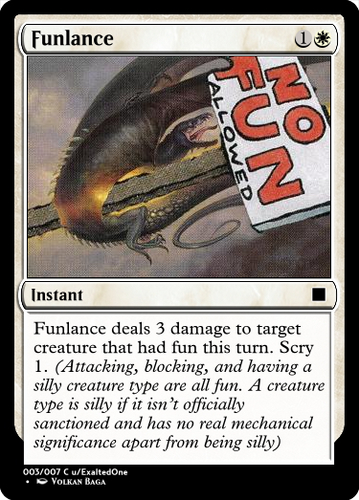 Funlance
1
NO
FUN
ALLOWED
Instant
Funlance deals 3 damage to target
creature that had fun this turn. Scry
1. (Attacking, blocking, and having a
silly creature type are all fun. A creature
type is silly if it isn't officially
sanctioned and has no real mechanical
significance apart from being silly)
003/007 C u/ExaltedOne
• VOLKAN BAGA